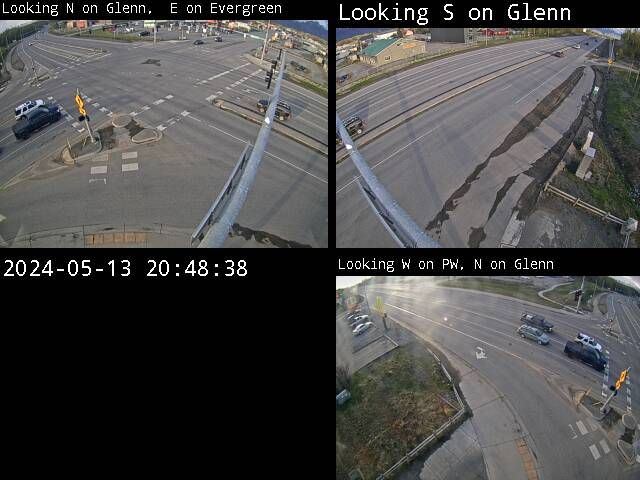 Looking N on Glenn, E on Evergreen
Looking S on Glenn
2024-05-13 20:48:38
Looking W on PW, N on Glenn